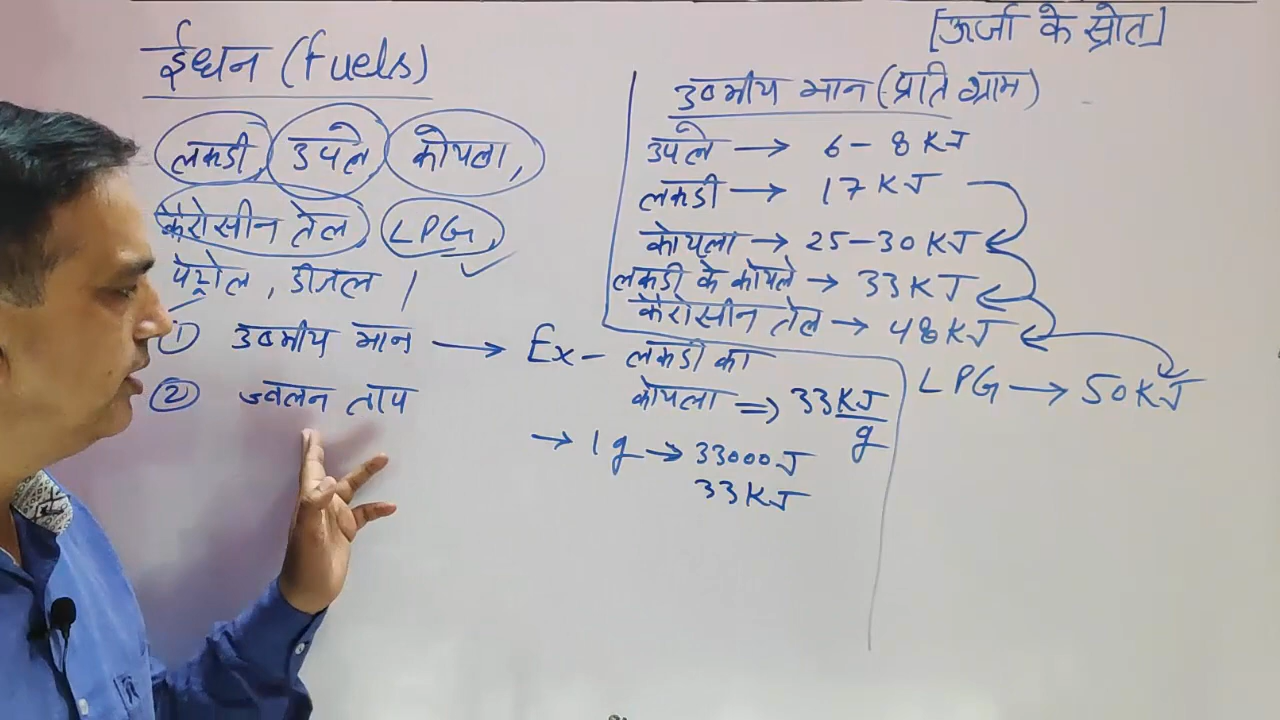 [ऊर्जा के स्रोत]
ईंधन (Fuels)
लकडी, उपले, कोयला,
कैरोसीन तेल, LPG,
पेट्रोल, डीजल।
① उष्मीय मान → Ex - लकडी का
कोयला ⇒ 33 KJ/g
→ 1g → 33000 J
33 KJ
② ज्वलन ताप
उष्मीय मान (प्रति ग्राम)
उपले → 6 - 8 KJ
लकडी → 17 KJ
कोयला → 25-30 KJ
लकडी के कोयले → 33 KJ
कैरोसीन तेल → 48 KJ
LPG → 50 KJ